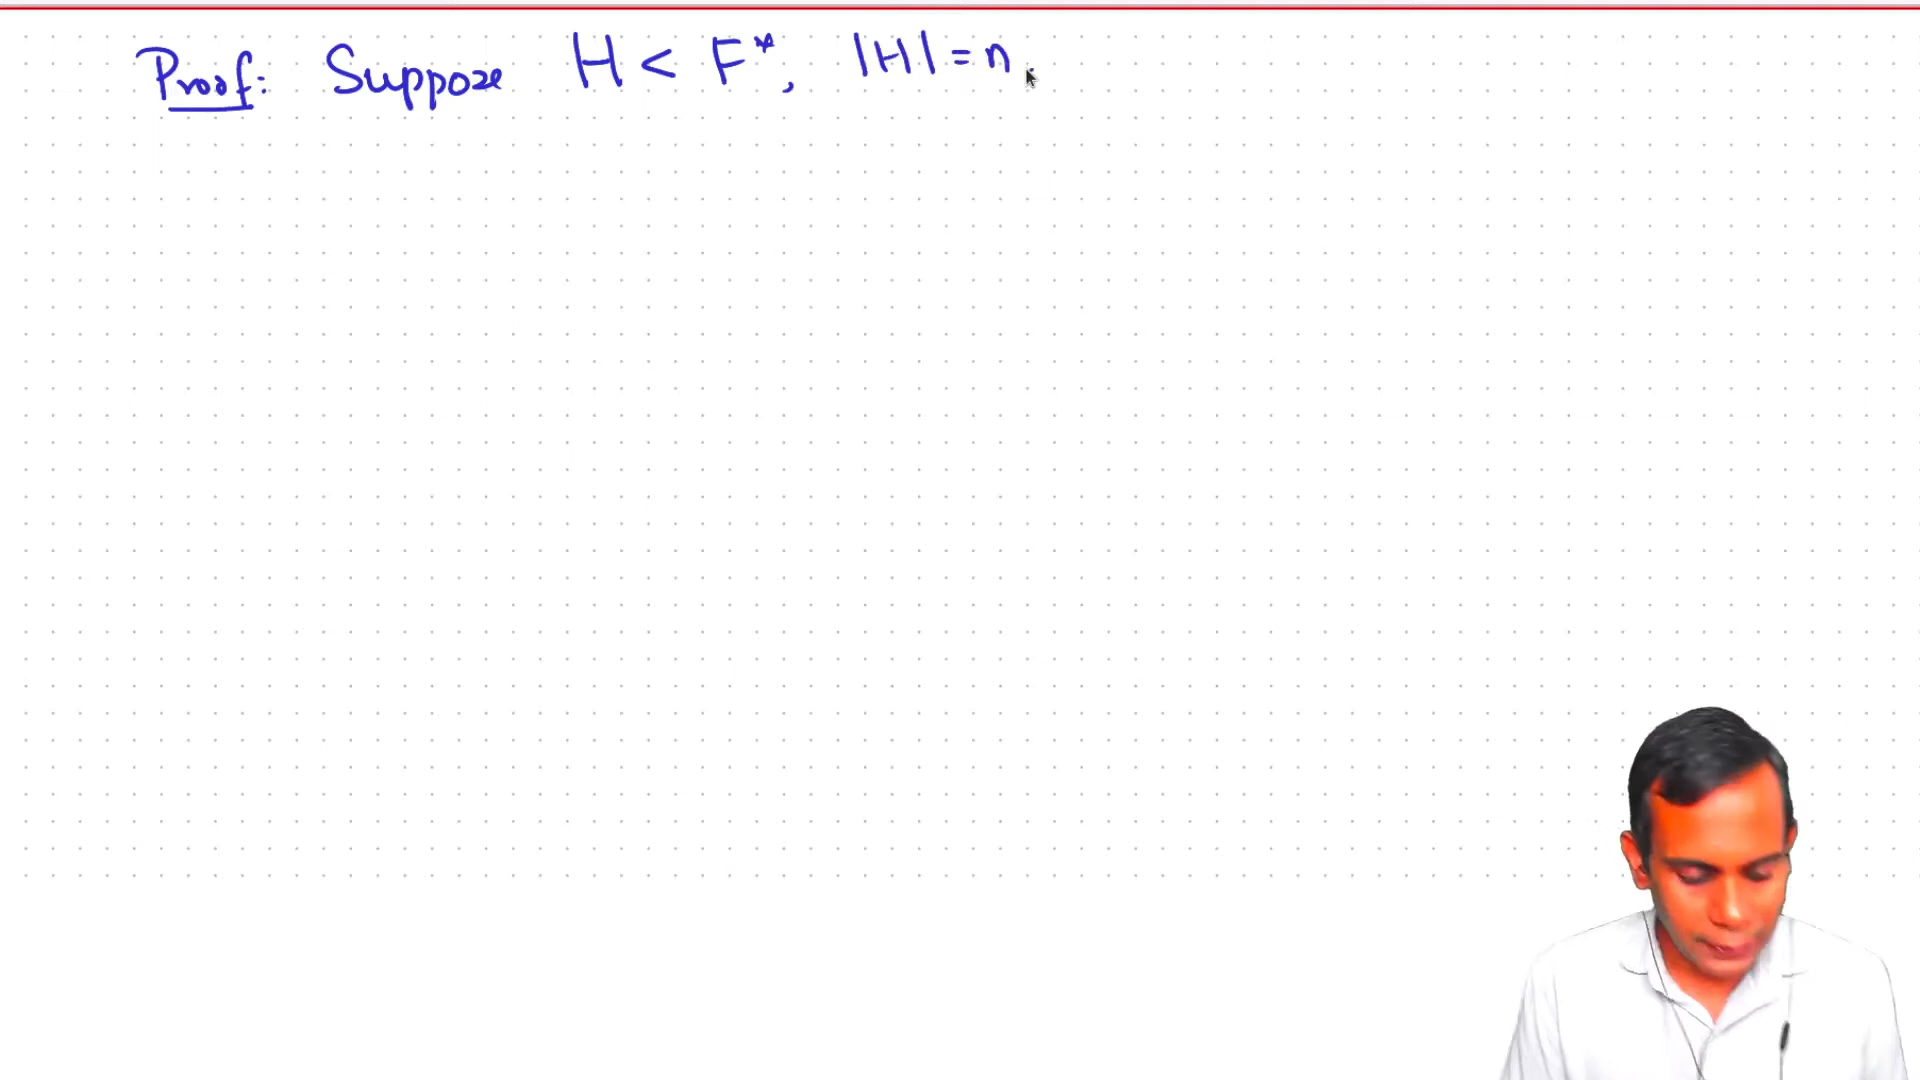 Proof: Suppose H < F*, |H| = n.